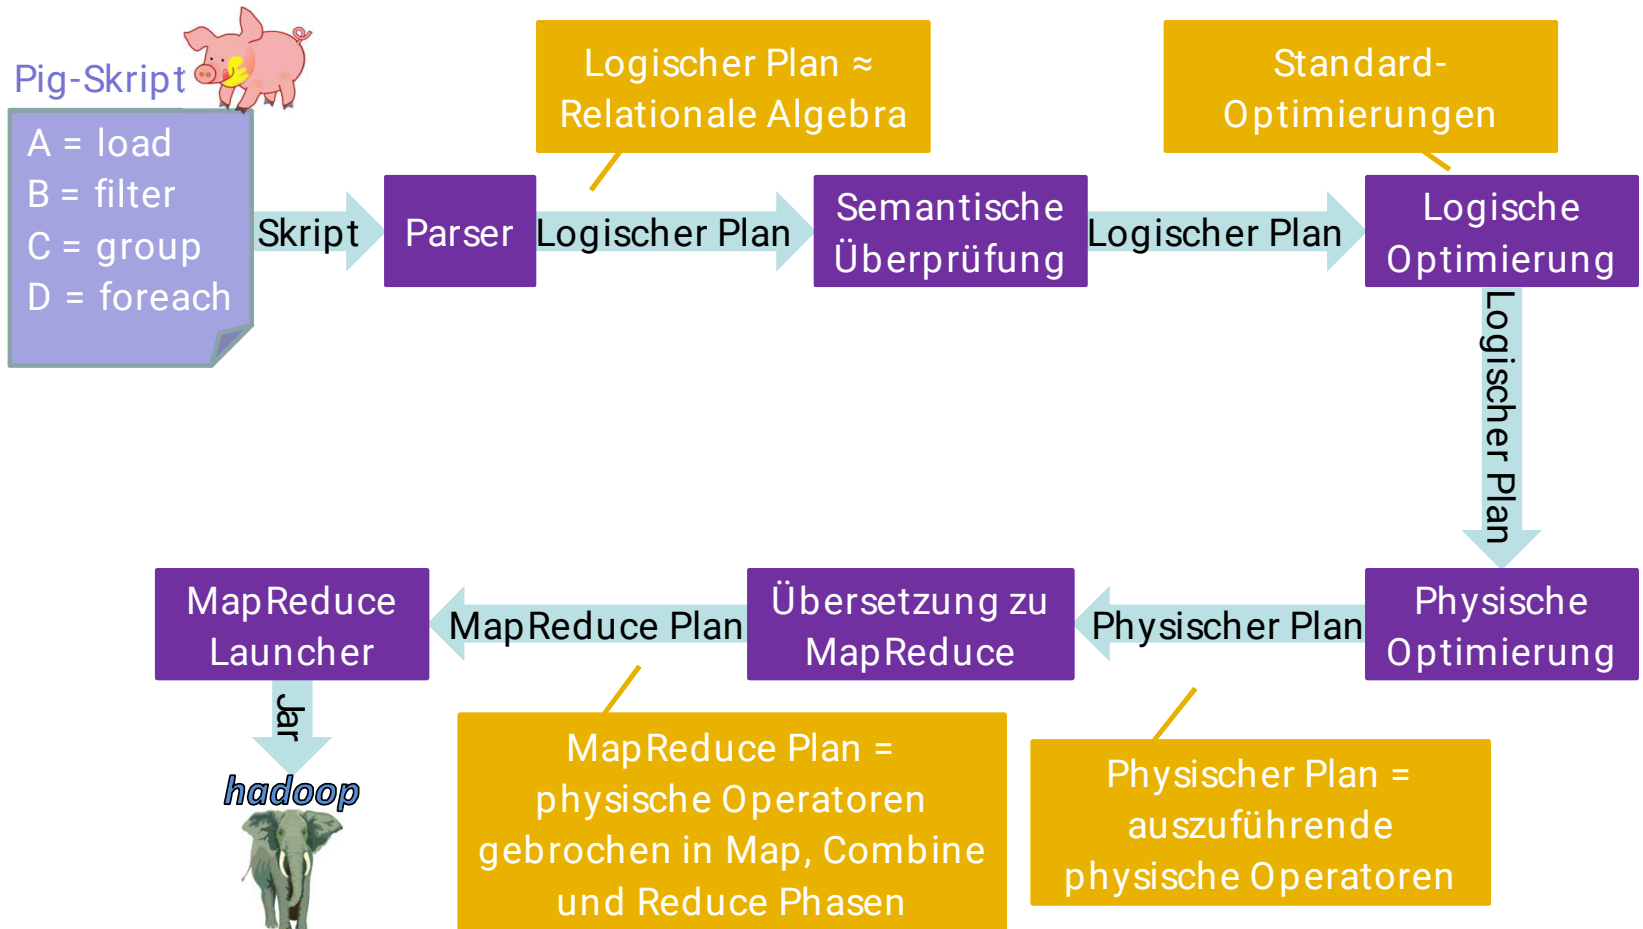 Pig-Skript
A = load
B = filter
C = group
D = foreach
Skript
Parser
Logischer Plan ≈
Relationale Algebra
Logischer Plan
Semantische
Überprüfung
Logischer Plan
Standard-
Optimierungen
Logische
Optimierung
Logischer Plan
Physische
Optimierung
Physischer Plan
Physischer Plan =
auszuführende
physische Operatoren
Übersetzung zu
MapReduce
MapReduce Plan
MapReduce Plan =
physische Operatoren
gebrochen in Map, Combine
und Reduce Phasen
MapReduce
Launcher
Jar
hadoop